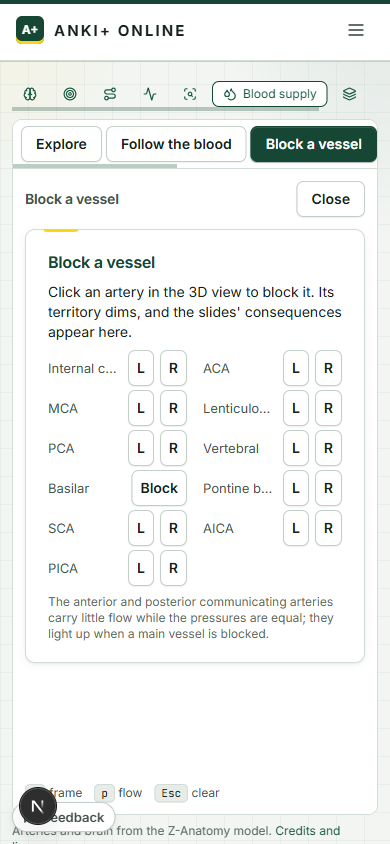 A+ ANKI+ ONLINE
Blood supply
Explore Follow the blood Block a vessel
Block a vessel Close
Block a vessel
Click an artery in the 3D view to block it. Its
territory dims, and the slides' consequences
appear here.
Internal c... L R ACA L R
MCA L R Lenticulo... L R
PCA L R Vertebral L R
Basilar Block Pontine b... L R
SCA L R AICA L R
PICA L R
The anterior and posterior communicating arteries
carry little flow while the pressures are equal; they
light up when a main vessel is blocked.
frame p flow Esc clear
N eedback
Arteries and brain from the Z-Anatomy model. Credits and